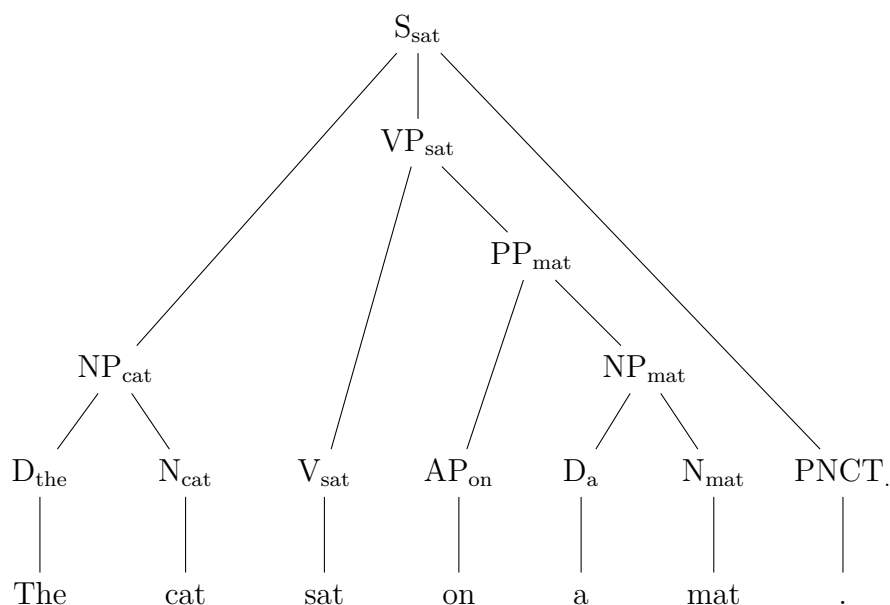 S_sat
VP_sat
PP_mat
NP_cat NP_mat
D_the N_cat V_sat AP_on D_a N_mat PNCT_.
The cat sat on a mat .